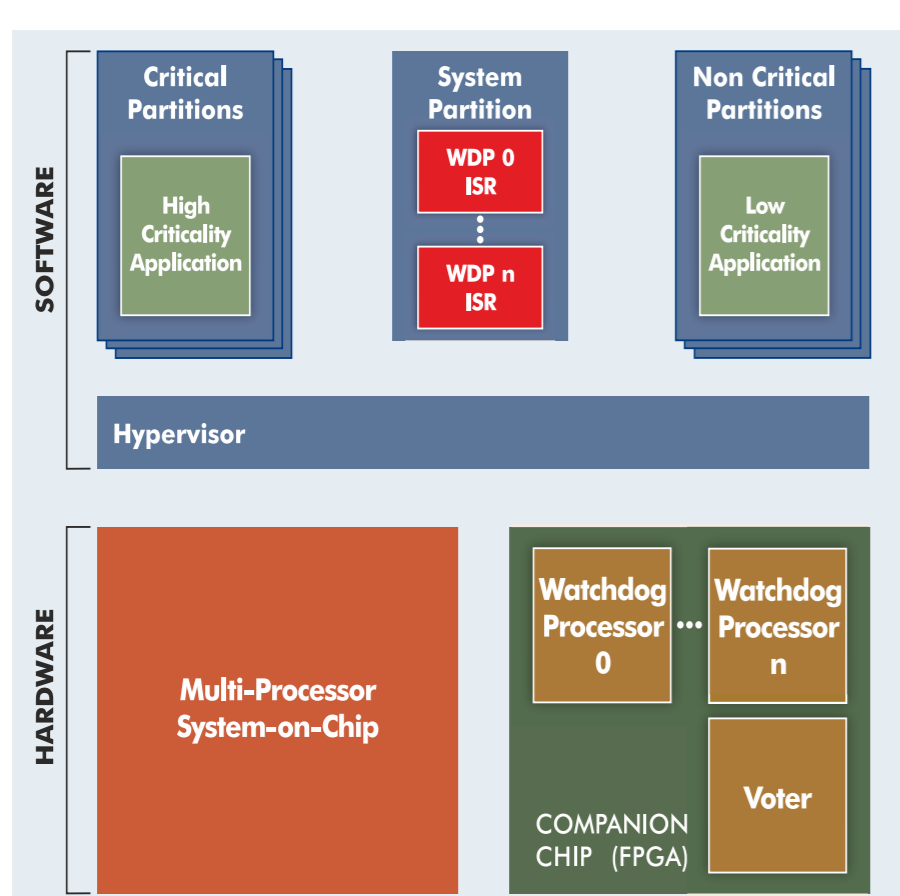 SOFTWARE
Critical
Partitions
High
Criticality
Application
System
Partition
WDP 0
ISR
WDP n
ISR
Non Critical
Partitions
Low
Criticality
Application
Hypervisor
HARDWARE
Multi-Processor
System-on-Chip
Watchdog
Processor
0
...
Watchdog
Processor
n
Voter
COMPANION
CHIP (FPGA)